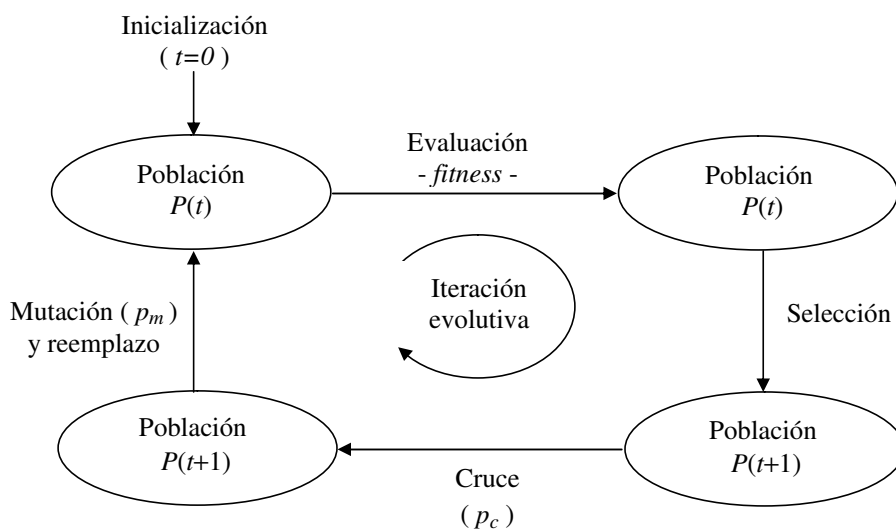 Inicialización
( t=0 )
Población
P(t)
Evaluación
- fitness -
Población
P(t)
Iteración
evolutiva
Mutación ( pm )
y reemplazo
Selección
Población
P(t+1)
Cruce
( pc )
Población
P(t+1)